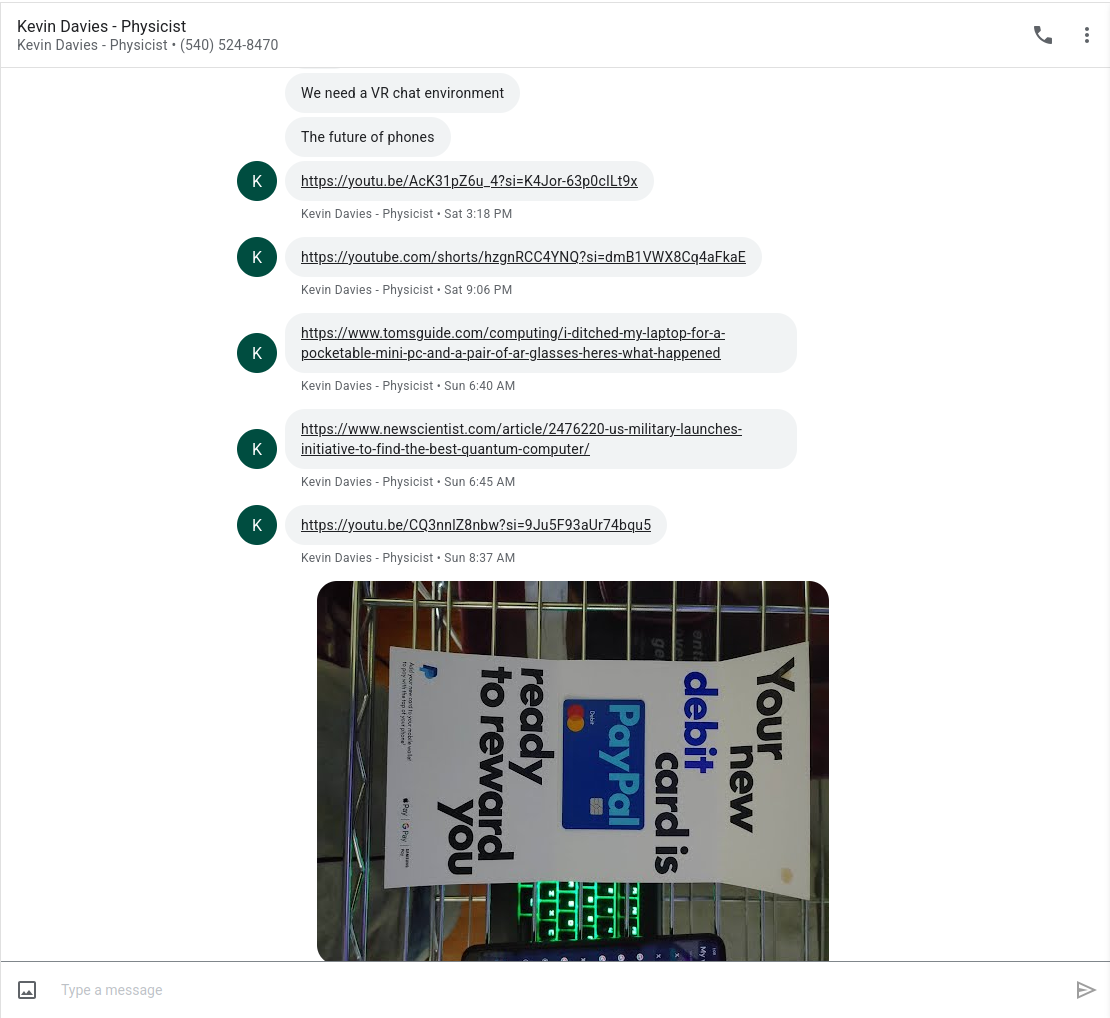 Kevin Davies - Physicist
Kevin Davies - Physicist • (540) 524-8470
We need a VR chat environment
The future of phones
K
https://youtu.be/AcK31pZ6u_4?si=K4Jor-63p0clLt9x
Kevin Davies - Physicist • Sat 3:18 PM
K
https://youtube.com/shorts/hzgnRCC4YNQ?si=dmB1VWX8Cq4aFkaE
Kevin Davies - Physicist • Sat 9:06 PM
K
https://www.tomsguide.com/computing/i-ditched-my-laptop-for-a-
pocketable-mini-pc-and-a-pair-of-ar-glasses-heres-what-happened
Kevin Davies - Physicist • Sun 6:40 AM
K
https://www.newscientist.com/article/2476220-us-military-launches-
initiative-to-find-the-best-quantum-computer/
Kevin Davies - Physicist • Sun 6:45 AM
K
https://youtu.be/CQ3nnlZ8nbw?si=9Ju5F93aUr74bqu5
Kevin Davies - Physicist • Sun 8:37 AM
Your
new
debit
card is
PayPal
Debit
ready
to reward
you
Add your new card to your mobile wallet
to pay with the tap of your phone.
Pay | G Pay |
My
Type a message